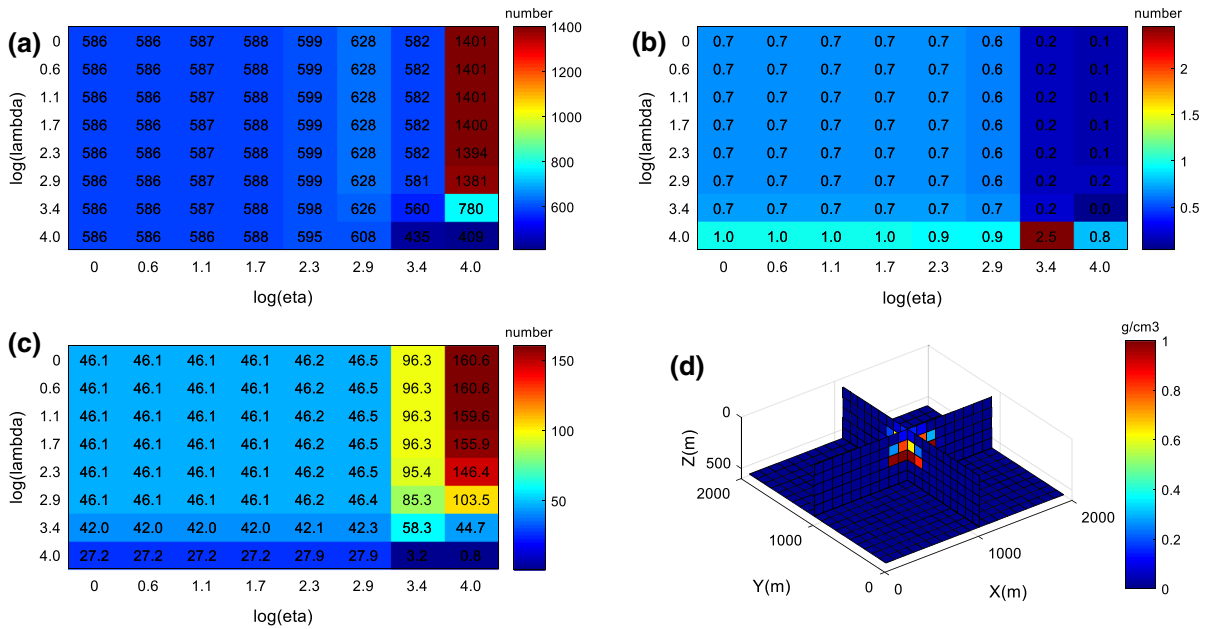 (a)
number
0 586 586 587 588 599 628 582 1401
0.6 586 586 587 588 599 628 582 1401
1.1 586 586 587 588 599 628 582 1401
1.7 586 586 587 588 599 628 582 1400
2.3 586 586 587 588 599 628 582 1394
2.9 586 586 587 588 599 628 581 1381
3.4 586 586 587 588 598 626 560 780
4.0 586 586 586 588 595 608 435 409
0 0.6 1.1 1.7 2.3 2.9 3.4 4.0
log(eta)
log(lambda)
1400
1200
1000
800
600
(b)
number
0 0.7 0.7 0.7 0.7 0.7 0.6 0.2 0.1
0.6 0.7 0.7 0.7 0.7 0.7 0.6 0.2 0.1
1.1 0.7 0.7 0.7 0.7 0.7 0.6 0.2 0.1
1.7 0.7 0.7 0.7 0.7 0.7 0.6 0.2 0.1
2.3 0.7 0.7 0.7 0.7 0.7 0.6 0.2 0.1
2.9 0.7 0.7 0.7 0.7 0.7 0.6 0.2 0.2
3.4 0.7 0.7 0.7 0.7 0.7 0.7 0.2 0.0
4.0 1.0 1.0 1.0 1.0 0.9 0.9 2.5 0.8
0 0.6 1.1 1.7 2.3 2.9 3.4 4.0
log(eta)
log(lambda)
2
1.5
1
0.5
(c)
number
0 46.1 46.1 46.1 46.1 46.2 46.5 96.3 160.6
0.6 46.1 46.1 46.1 46.1 46.2 46.5 96.3 160.6
1.1 46.1 46.1 46.1 46.1 46.2 46.5 96.3 159.6
1.7 46.1 46.1 46.1 46.1 46.2 46.5 96.3 155.9
2.3 46.1 46.1 46.1 46.1 46.2 46.5 95.4 146.4
2.9 46.1 46.1 46.1 46.1 46.2 46.4 85.3 103.5
3.4 42.0 42.0 42.0 42.0 42.1 42.3 58.3 44.7
4.0 27.2 27.2 27.2 27.2 27.9 27.9 3.2 0.8
0 0.6 1.1 1.7 2.3 2.9 3.4 4.0
log(eta)
log(lambda)
150
100
50
(d)
g/cm3
1
0.8
0.6
0.4
0.2
0
Z(m)
0
500
2000
1000
0
Y(m)
0
1000
2000
X(m)